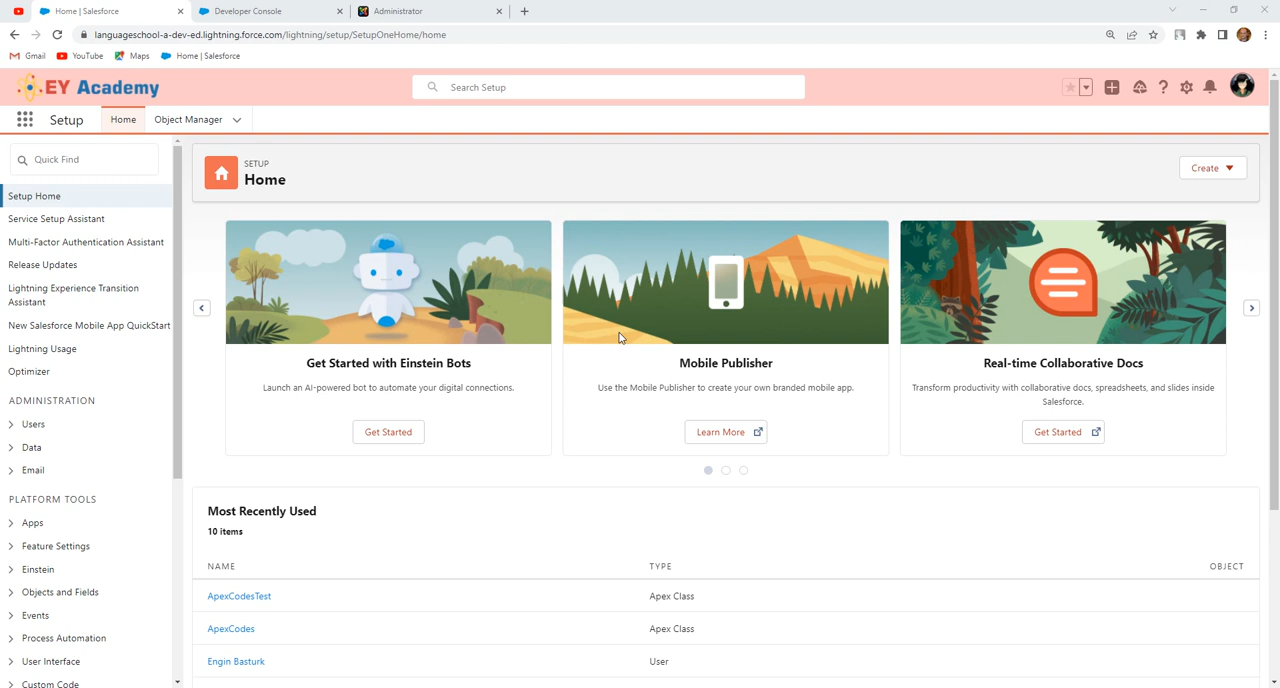 Home | Salesforce
Developer Console
Administrator
languageschool-a-dev-ed.lightning.force.com/lightning/setup/SetupOneHome/home
Gmail
YouTube
Maps
Home | Salesforce
EY Academy
Search Setup
Setup
Home
Object Manager
Quick Find
Setup Home
Service Setup Assistant
Multi-Factor Authentication Assistant
Release Updates
Lightning Experience Transition
Assistant
New Salesforce Mobile App QuickStart
Lightning Usage
Optimizer
ADMINISTRATION
Users
Data
Email
PLATFORM TOOLS
Apps
Feature Settings
Einstein
Objects and Fields
Events
Process Automation
User Interface
Custom Code
SETUP
Home
Create
Get Started with Einstein Bots
Launch an AI-powered bot to automate your digital connections.
Get Started
Mobile Publisher
Use the Mobile Publisher to create your own branded mobile app.
Learn More
Real-time Collaborative Docs
Transform productivity with collaborative docs, spreadsheets, and slides inside
Salesforce.
Get Started
Most Recently Used
10 items
NAME TYPE OBJECT
ApexCodesTest Apex Class
ApexCodes Apex Class
Engin Basturk User